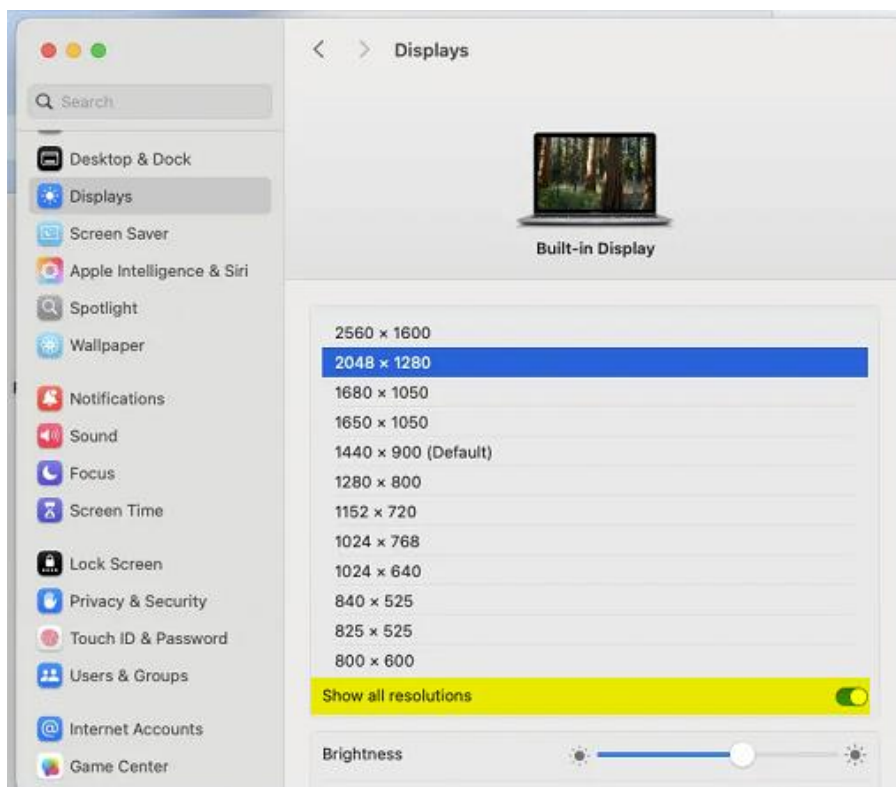 Displays
Search
Desktop & Dock
Displays
Screen Saver
Apple Intelligence & Siri
Spotlight
Wallpaper
Notifications
Sound
Focus
Screen Time
Lock Screen
Privacy & Security
Touch ID & Password
Users & Groups
Internet Accounts
Game Center
Built-in Display
2560 × 1600
2048 × 1280
1680 × 1050
1650 × 1050
1440 × 900 (Default)
1280 × 800
1152 × 720
1024 × 768
1024 × 640
840 × 525
825 × 525
800 × 600
Show all resolutions
Brightness